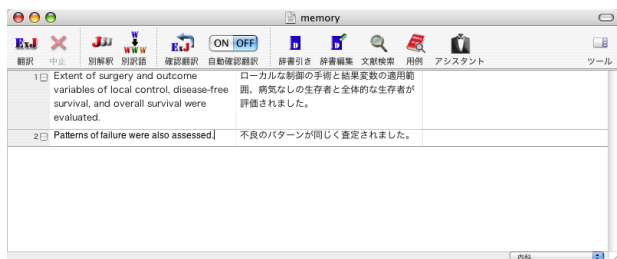 memory
E J W D D
J WWW
ON OFF
翻訳 中止 別解釈 別訳語 確認翻訳 自動確認翻訳 辞書引き 辞書編集 文献検索 用例 アシスタント ツール
1 Extent of surgery and outcome ローカルな制御の手術と結果変数の適用範
variables of local control, disease-free 囲、病気なしの生存者と全体的な生存者が
survival, and overall survival were 評価されました。
evaluated.
2 Patterns of failure were also assessed. 不良のパターンが同じく査定されました。
内科